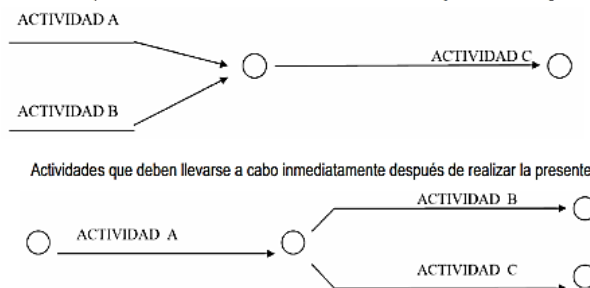 ACTIVIDAD A
ACTIVIDAD C
ACTIVIDAD B
Actividades que deben llevarse a cabo inmediatamente después de realizar la presente
ACTIVIDAD B
ACTIVIDAD A
ACTIVIDAD C